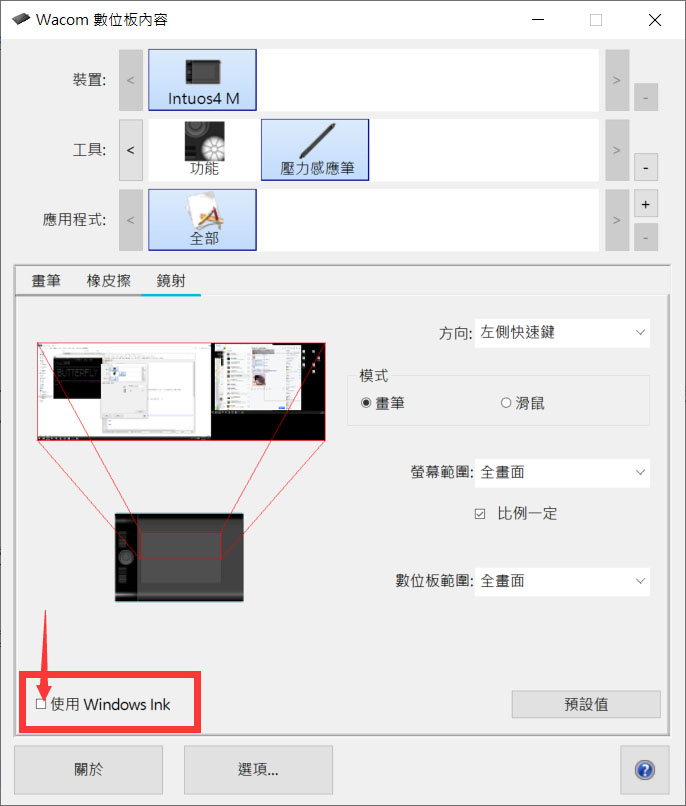 Wacom 數位板內容
裝置:
<
Intuos4 M
>
-
工具:
<
功能
壓力感應筆
>
-
應用程式:
<
全部
>
+
-
畫筆 橡皮擦 鏡射
方向: 左側快速鍵
模式
畫筆 滑鼠
BUTTERFLY
螢幕範圍: 全畫面
比例一定
數位板範圍: 全畫面
使用 Windows Ink
預設值
關於
選項...
?